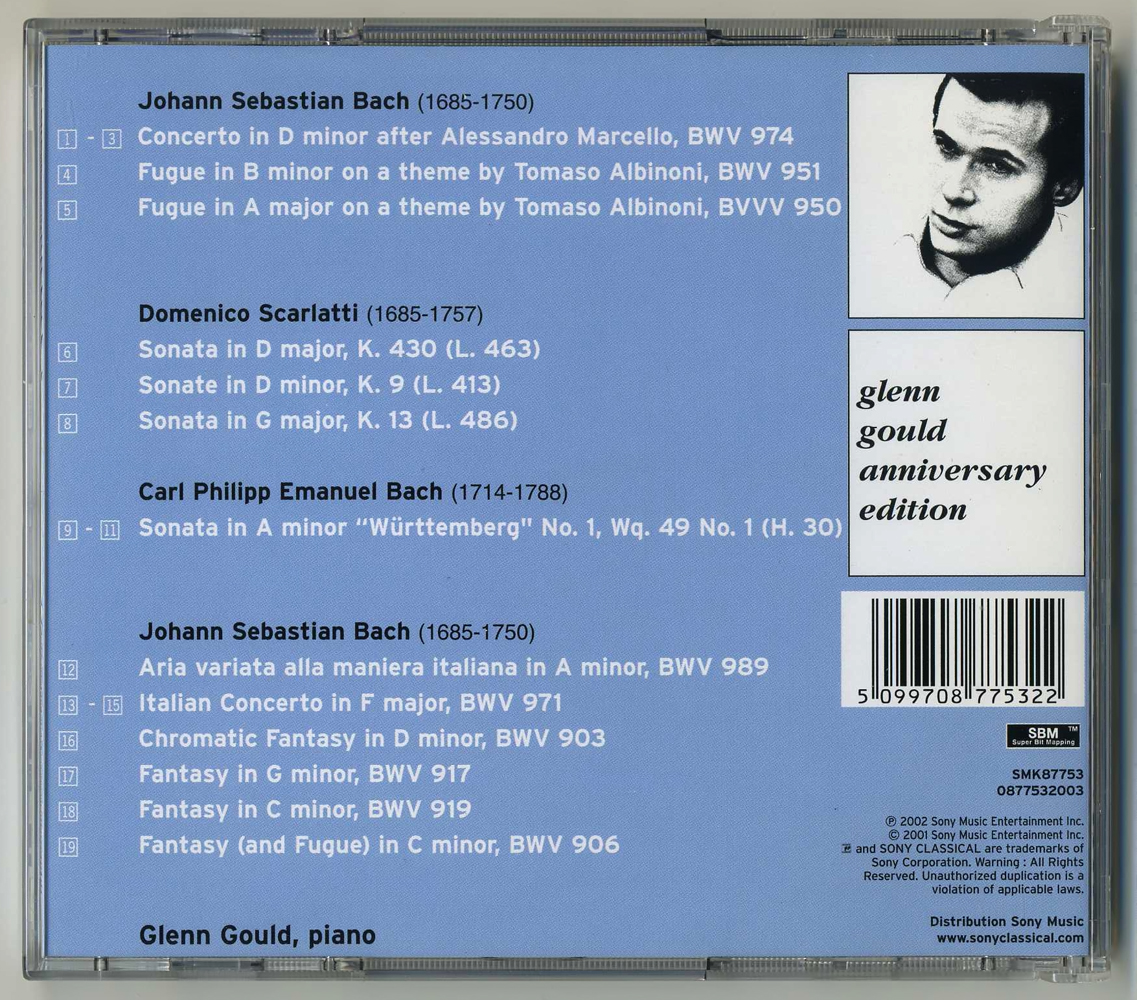 Johann Sebastian Bach (1685-1750)
1 - 3 Concerto in D minor after Alessandro Marcello, BWV 974
4 Fugue in B minor on a theme by Tomaso Albinoni, BWV 951
5 Fugue in A major on a theme by Tomaso Albinoni, BVVV 950
Domenico Scarlatti (1685-1757)
6 Sonata in D major, K. 430 (L. 463)
7 Sonate in D minor, K. 9 (L. 413)
8 Sonata in G major, K. 13 (L. 486)
Carl Philipp Emanuel Bach (1714-1788)
9 - 11 Sonata in A minor “Württemberg" No. 1, Wq. 49 No. 1 (H. 30)
Johann Sebastian Bach (1685-1750)
12 Aria variata alla maniera italiana in A minor, BWV 989
13 - 15 Italian Concerto in F major, BWV 971
16 Chromatic Fantasy in D minor, BWV 903
17 Fantasy in G minor, BWV 917
18 Fantasy in C minor, BWV 919
19 Fantasy (and Fugue) in C minor, BWV 906
Glenn Gould, piano
glenn
gould
anniversary
edition
5 099708 775322
SBM ™
Super Bit Mapping
SMK87753
0877532003
℗ 2002 Sony Music Entertainment Inc.
© 2001 Sony Music Entertainment Inc.
and SONY CLASSICAL are trademarks of
Sony Corporation. Warning : All Rights
Reserved. Unauthorized duplication is a
violation of applicable laws.
Distribution Sony Music
www.sonyclassical.com